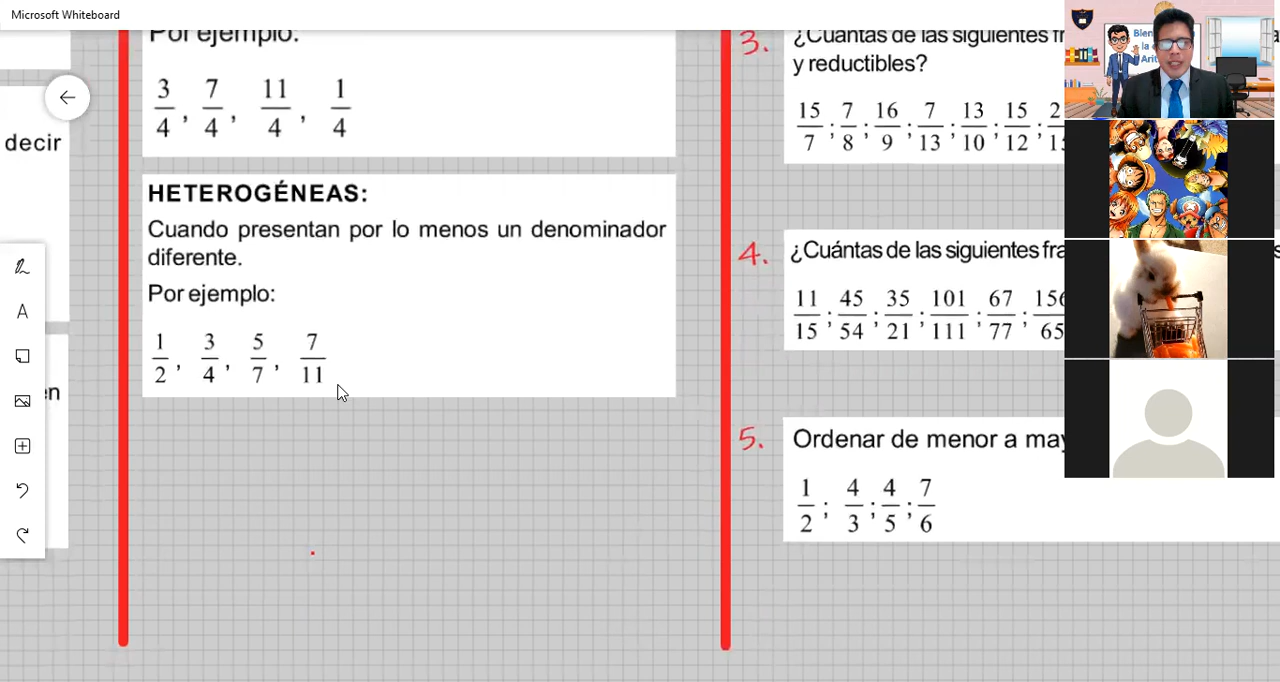 Microsoft Whiteboard
decir
en
Por ejemplo:
3/4, 7/4, 11/4, 1/4
HETEROGÉNEAS:
Cuando presentan por lo menos un denominador
diferente.
Por ejemplo:
1/2, 3/4, 5/7, 7/11
3. ¿Cuántas de las siguientes fr
y reductibles?
15/7; 7/8; 16/9; 7/13; 13/10; 15/12;
4. ¿Cuántas de las siguientes fra
11/15; 45/54; 35/21; 101/111; 67/77;
5. Ordenar de menor a may
1/2; 4/3; 4/5; 7/6